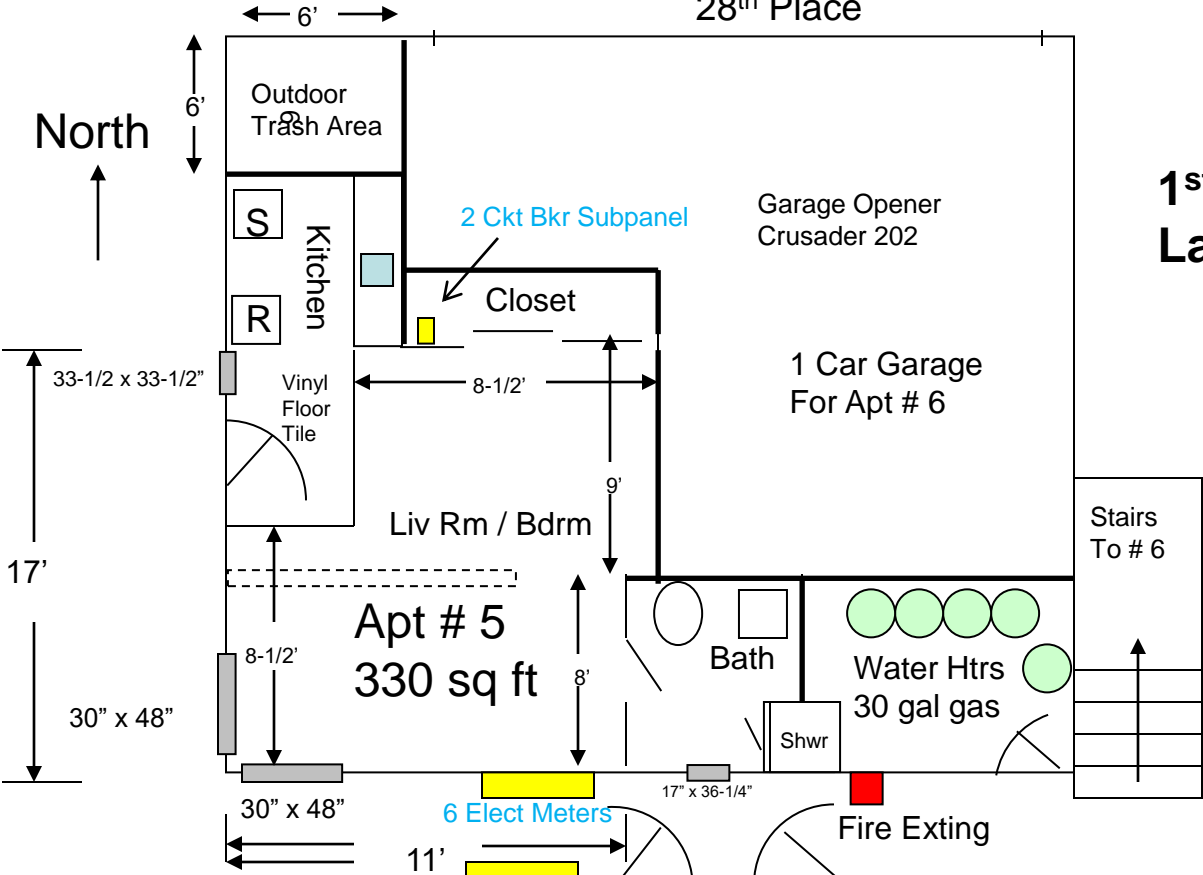 28th Place
6’
6’
Outdoor
Trash Area
6
North
1st
La
S
Kitchen
2 Ckt Bkr Subpanel
Garage Opener
Crusader 202
R
Closet
33-1/2 x 33-1/2”
Vinyl
Floor
Tile
8-1/2’
1 Car Garage
For Apt # 6
9’
Liv Rm / Bdrm
Stairs
To # 6
17’
Apt # 5
330 sq ft
8-1/2’
8’
Bath
Water Htrs
30 gal gas
30” x 48”
Shwr
30” x 48”
6 Elect Meters
17” x 36-1/4”
Fire Exting
11’